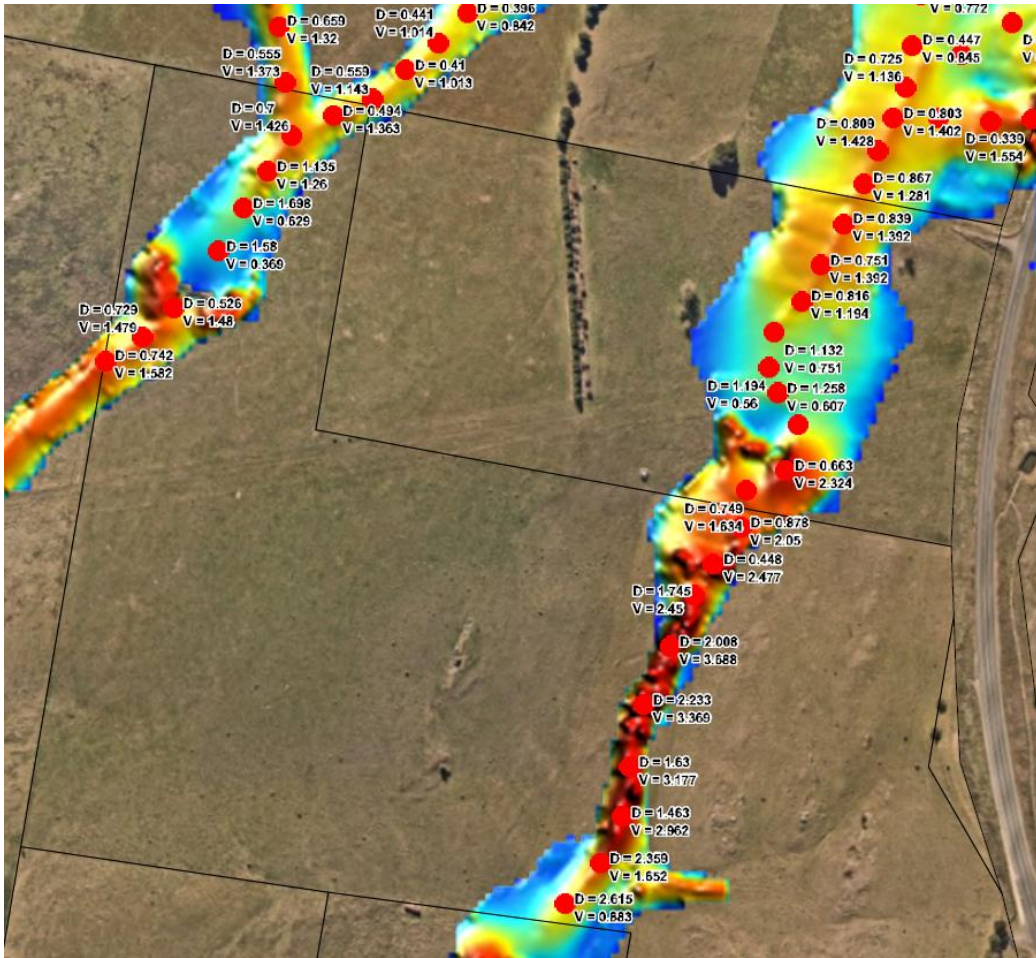 D = 0.659
V = 1.32
D = 0.441
V = 1.014
D = 0.396
V = 0.842
D = 0.555
V = 1.373
D = 0.559
V = 1.143
D = 0.41
V = 1.013
D = 0.7
V = 1.426
D = 0.494
V = 1.363
D = 1.135
V = 1.26
D = 1.698
V = 0.629
D = 1.58
V = 0.369
D = 0.729
V = 1.479
D = 0.526
V = 1.48
D = 0.742
V = 1.582
V = 0.772
D = 0.447
V = 0.845
D = 0.725
V = 1.136
D = 0.803
V = 1.402
D = 0.809
V = 1.428
D = 0.339
V = 1.554
D = 0.867
V = 1.281
D = 0.839
V = 1.392
D = 0.751
V = 1.392
D = 0.816
V = 1.194
D = 1.132
V = 0.751
D = 1.194
V = 0.56
D = 1.258
V = 0.607
D = 0.663
V = 2.324
D = 0.749
V = 1.634
D = 0.878
V = 2.05
D = 0.448
V = 2.477
D = 1.745
V = 2.45
D = 2.008
V = 3.688
D = 2.233
V = 3.369
D = 1.63
V = 3.177
D = 1.463
V = 2.962
D = 2.359
V = 1.652
D = 2.615
V = 0.883